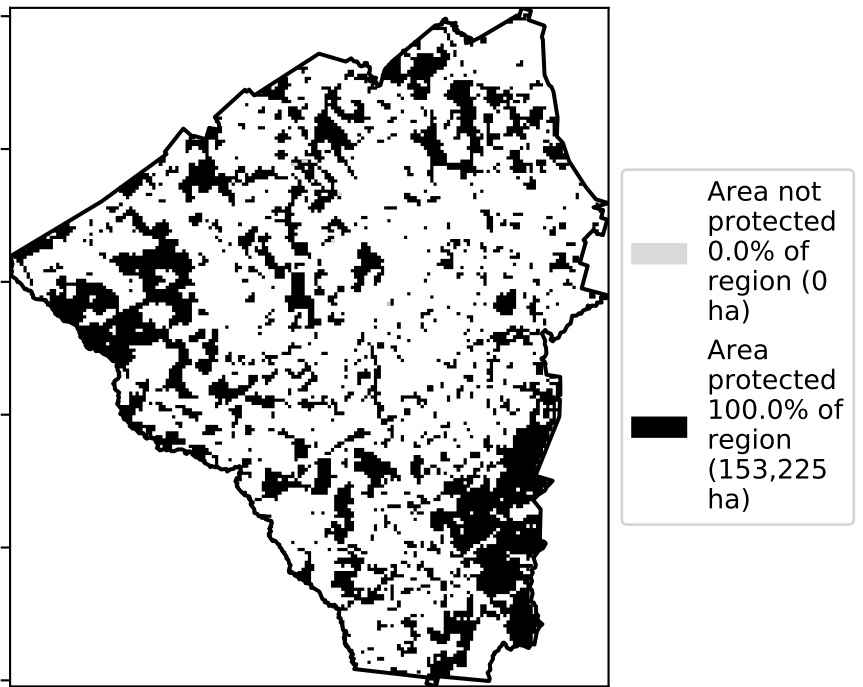 Area not
protected
0.0% of
region (0
ha)
Area
protected
100.0% of
region
(153,225
ha)